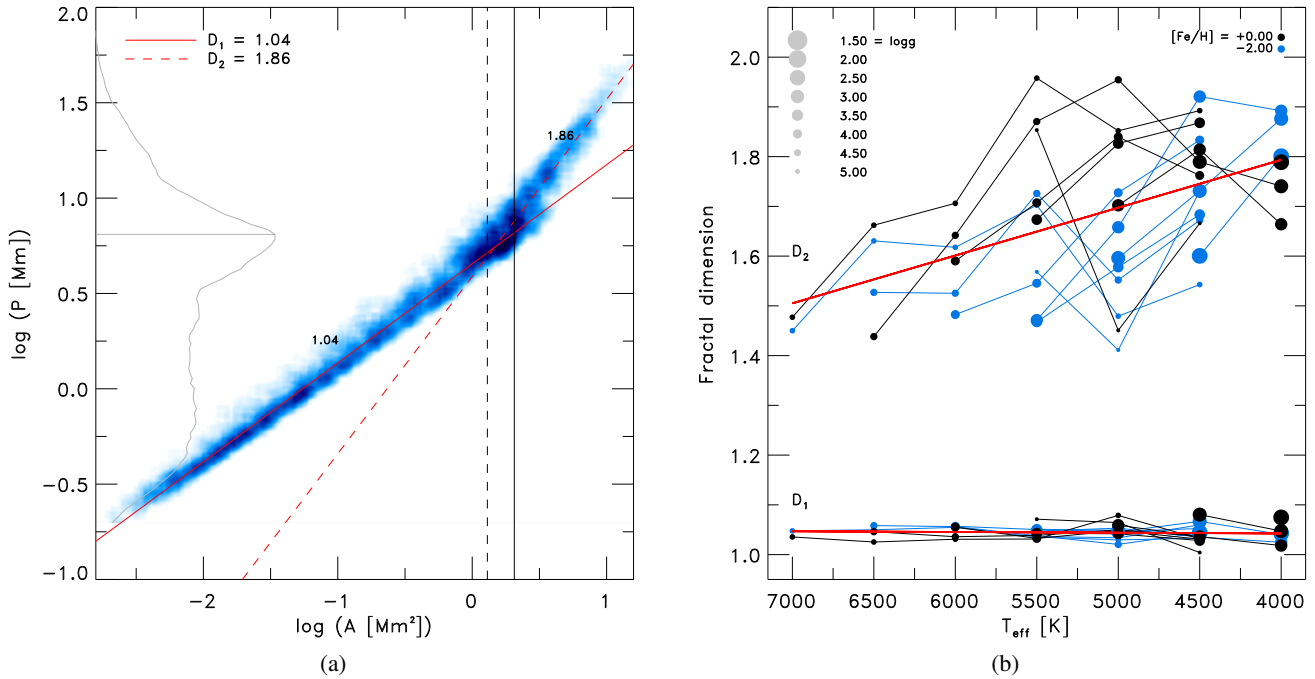 D1 = 1.04
D2 = 1.86
2.0
1.5
1.0
0.5
0.0
−0.5
−1.0
log (P [Mm])
1.86
1.04
−2
−1
0
1
log (A [Mm²])
(a)
1.50 = logg
2.00
2.50
3.00
3.50
4.00
4.50
5.00
[Fe/H] = +0.00
−2.00
2.0
1.8
1.6
1.4
1.2
1.0
Fractal dimension
D2
D1
7000 6500 6000 5500 5000 4500 4000
Teff [K]
(b)